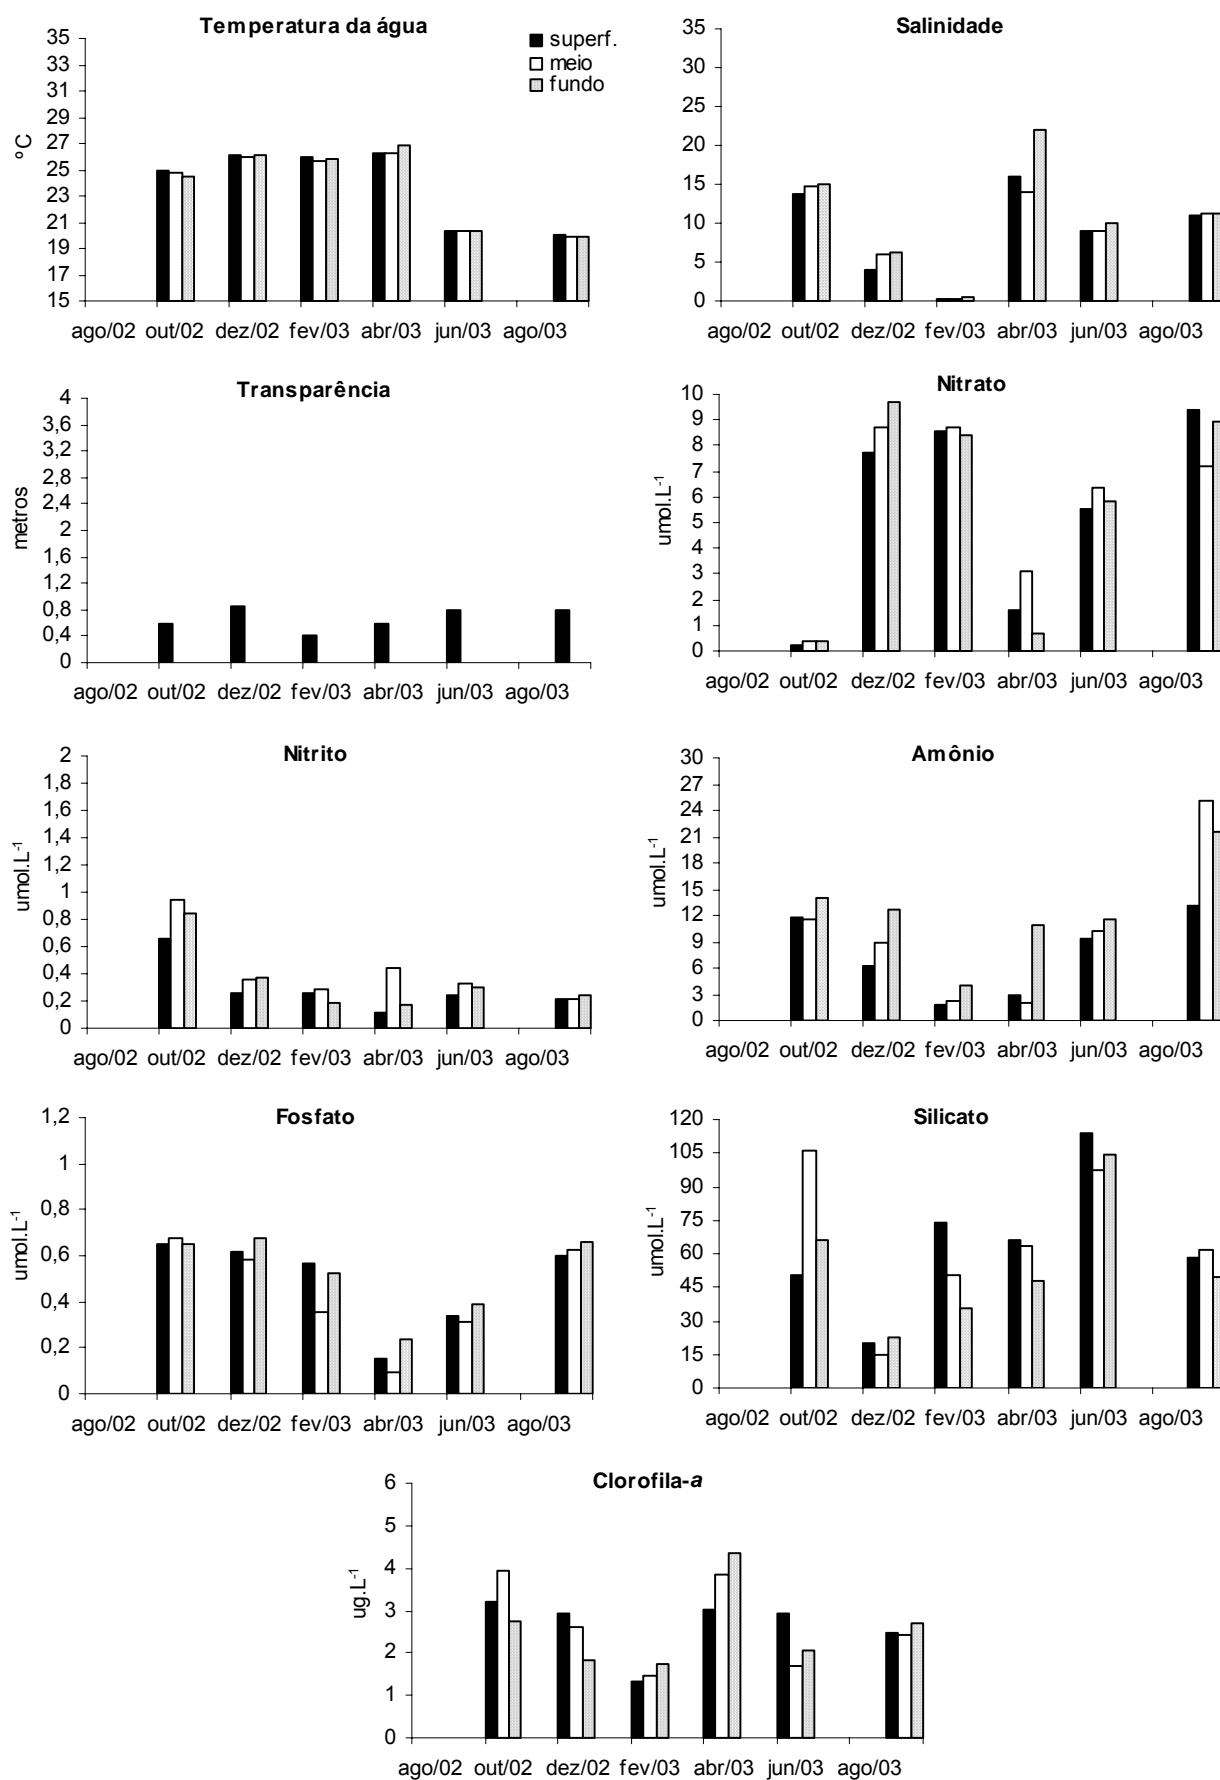 Temperatura da água
superf.
meio
fundo
35
33
31
29
27
25
23
21
19
17
15
ºC
ago/02 out/02 dez/02 fev/03 abr/03 jun/03 ago/03
Salinidade
35
30
25
20
15
10
5
0
ago/02 out/02 dez/02 fev/03 abr/03 jun/03 ago/03
Transparência
4
3,6
3,2
2,8
2,4
2
1,6
1,2
0,8
0,4
0
metros
ago/02 out/02 dez/02 fev/03 abr/03 jun/03 ago/03
Nitrato
10
9
8
7
6
5
4
3
2
1
0
umol.L-1
ago/02 out/02 dez/02 fev/03 abr/03 jun/03 ago/03
Nitrito
2
1,8
1,6
1,4
1,2
1
0,8
0,6
0,4
0,2
0
umol.L-1
ago/02 out/02 dez/02 fev/03 abr/03 jun/03 ago/03
Amônio
30
27
24
21
18
15
12
9
6
3
0
umol.L-1
ago/02 out/02 dez/02 fev/03 abr/03 jun/03 ago/03
Fosfato
1,2
1
0,8
0,6
0,4
0,2
0
umol.L-1
ago/02 out/02 dez/02 fev/03 abr/03 jun/03 ago/03
Silicato
120
105
90
75
60
45
30
15
0
umol.L-1
ago/02 out/02 dez/02 fev/03 abr/03 jun/03 ago/03
Clorofila-a
6
5
4
3
2
1
0
ug.L-1
ago/02 out/02 dez/02 fev/03 abr/03 jun/03 ago/03